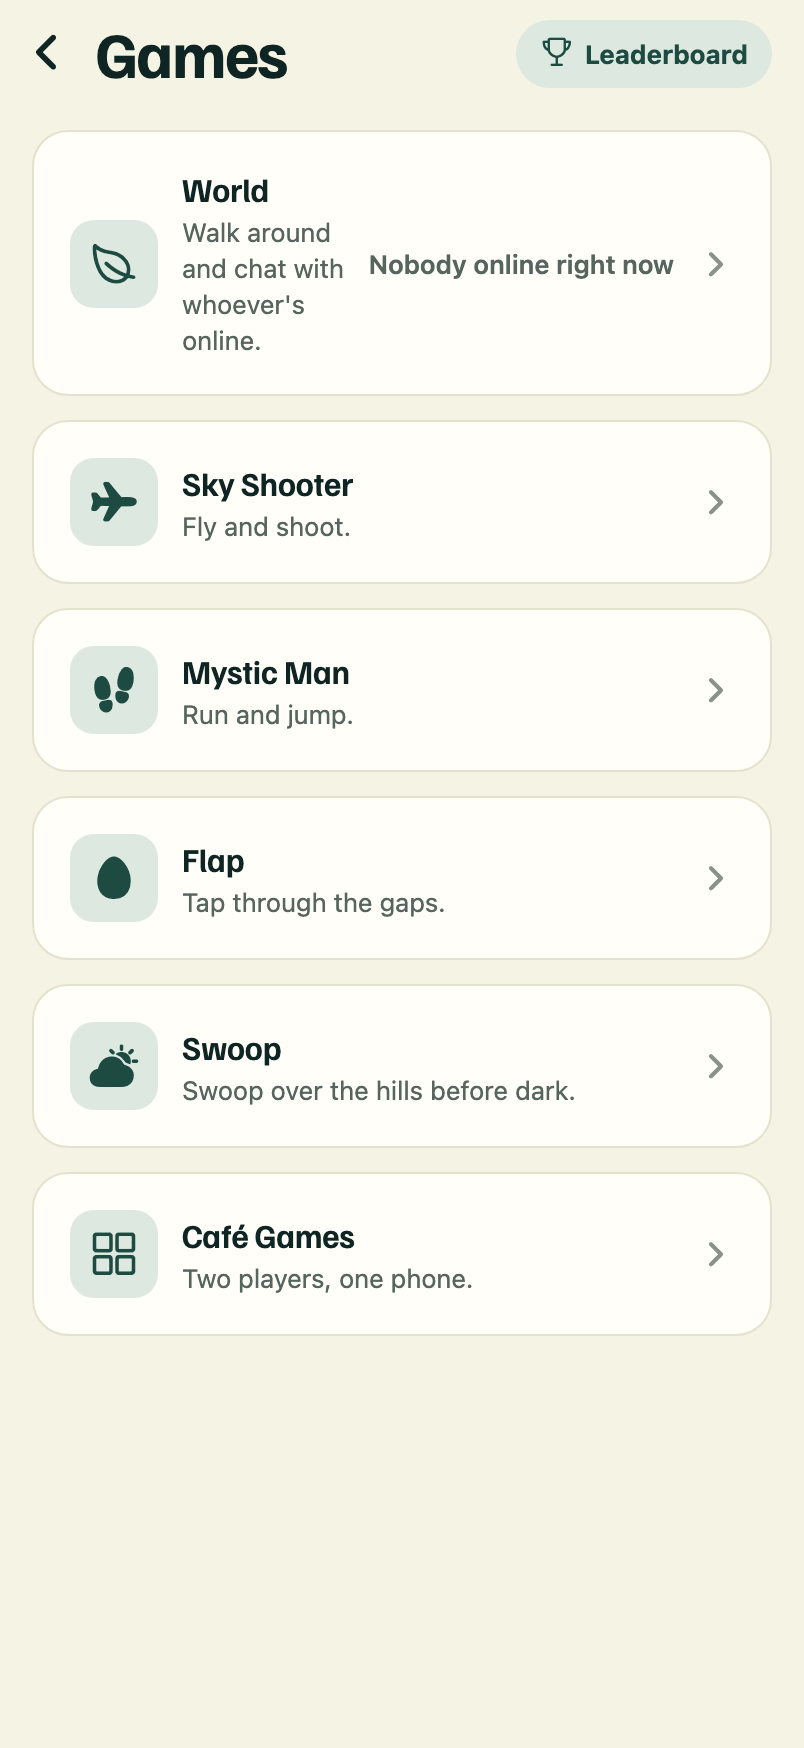 Games
Leaderboard
World
Walk around
and chat with
whoever's
online.
Nobody online right now
Sky Shooter
Fly and shoot.
Mystic Man
Run and jump.
Flap
Tap through the gaps.
Swoop
Swoop over the hills before dark.
Café Games
Two players, one phone.